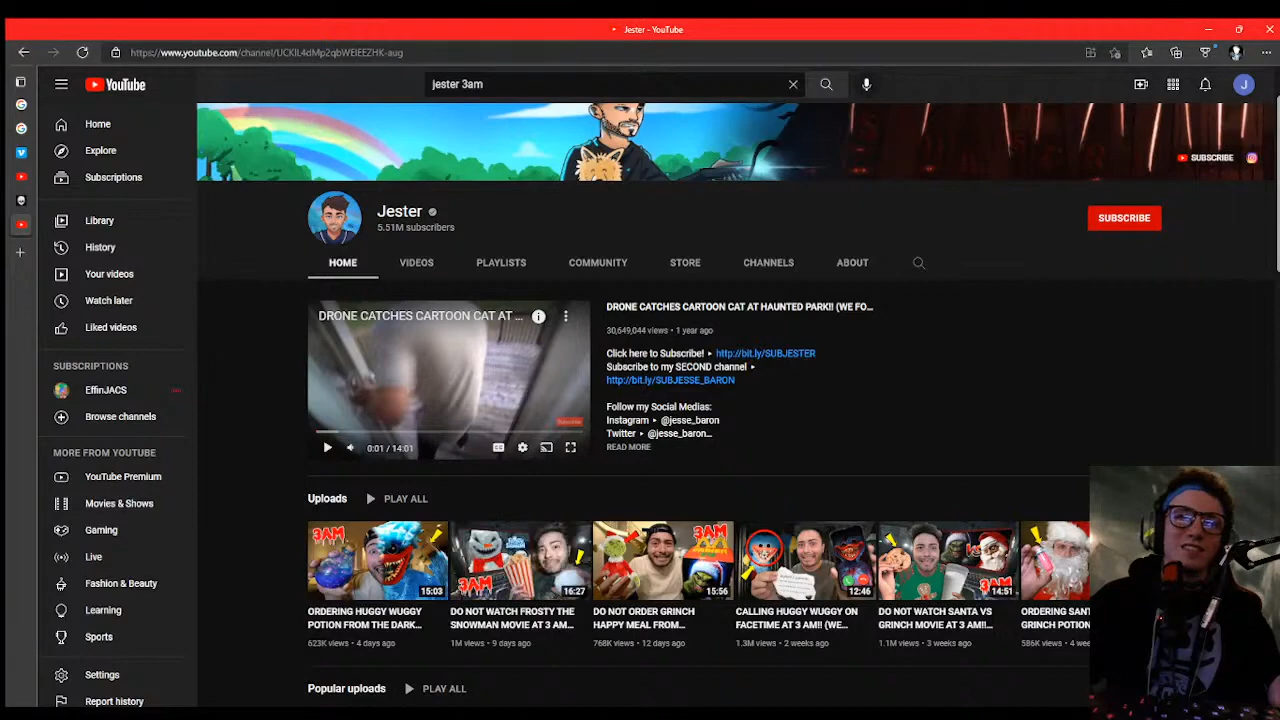 Jester - YouTube
https://www.youtube.com/channel/UCKIL4dMp2qbWEIEEZHK-aug
YouTube
jester 3am
J
Home
Explore
Subscriptions
Library
History
Your videos
Watch later
Liked videos
SUBSCRIPTIONS
EffinJACS
Browse channels
MORE FROM YOUTUBE
YouTube Premium
Movies & Shows
Gaming
Live
Fashion & Beauty
Learning
Sports
Settings
Report history
SUBSCRIBE
Jester
5.51M subscribers
SUBSCRIBE
HOME
VIDEOS
PLAYLISTS
COMMUNITY
STORE
CHANNELS
ABOUT
DRONE CATCHES CARTOON CAT AT ...
0:01 / 14:01
DRONE CATCHES CARTOON CAT AT HAUNTED PARK!! (WE FO...
30,649,044 views • 1 year ago
Click here to Subscribe! ▸ http://bit.ly/SUBJESTER
Subscribe to my SECOND channel ▸
http://bit.ly/SUBJESSE_BARON
Follow my Social Medias:
Instagram ▸ @jesse_baron
Twitter ▸ @jesse_baron...
READ MORE
Uploads
PLAY ALL
3AM
15:03
ORDERING HUGGY WUGGY
POTION FROM THE DARK...
623K views • 4 days ago
3AM
16:27
DO NOT WATCH FROSTY THE
SNOWMAN MOVIE AT 3 AM...
1M views • 9 days ago
3AM
15:56
DO NOT ORDER GRINCH
HAPPY MEAL FROM...
768K views • 12 days ago
12:46
CALLING HUGGY WUGGY ON
FACETIME AT 3 AM!! (WE...
1.3M views • 2 weeks ago
3AM
14:51
DO NOT WATCH SANTA VS
GRINCH MOVIE AT 3 AM!!...
1.1M views • 3 weeks ago
ORDERING SANT
GRINCH POTION
586K views • 4 wee
Popular uploads
PLAY ALL